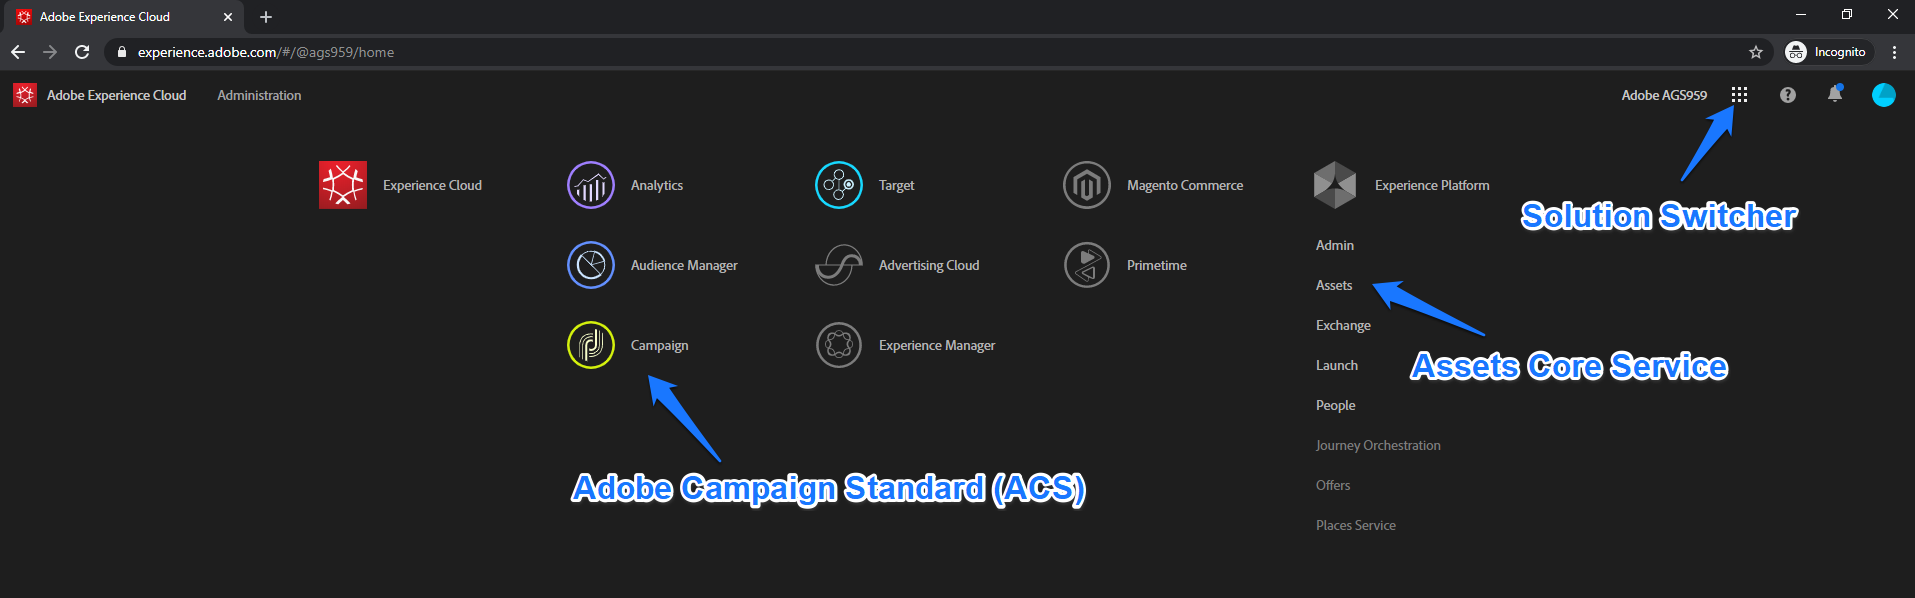 Adobe Experience Cloud
experience.adobe.com/#/@ags959/home
Incognito
Adobe Experience Cloud
Administration
Adobe AGS959
Solution Switcher
Experience Cloud
Analytics
Target
Magento Commerce
Experience Platform
Audience Manager
Advertising Cloud
Primetime
Campaign
Experience Manager
Admin
Assets
Exchange
Launch
People
Journey Orchestration
Offers
Places Service
Assets Core Service
Adobe Campaign Standard (ACS)